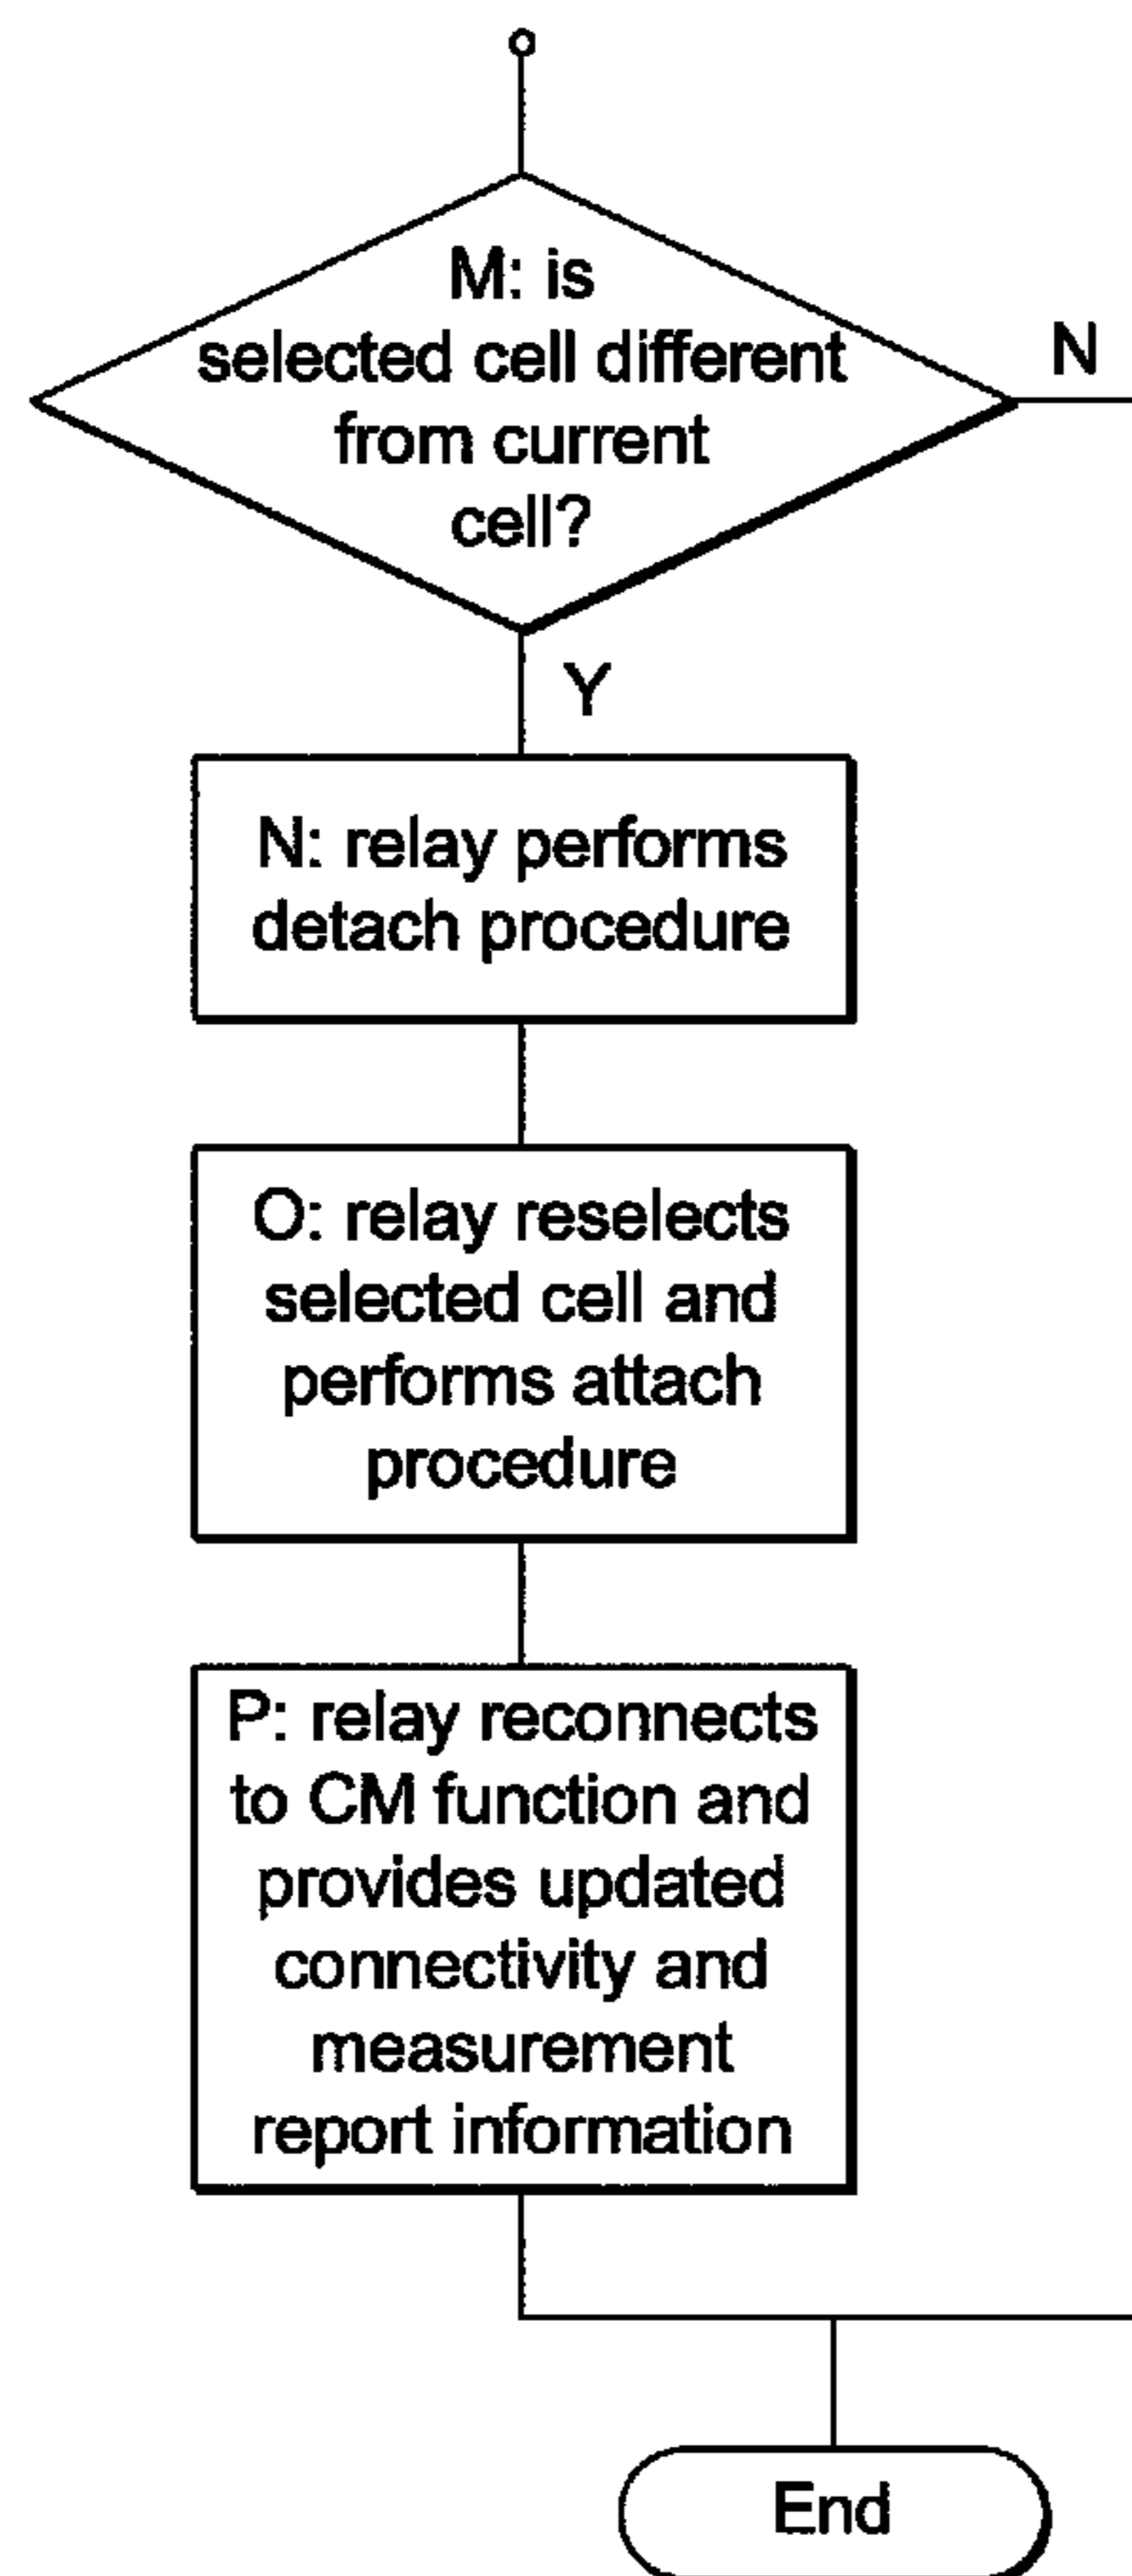 M: is
selected cell different
from current
cell?
N
Y
N: relay performs
detach procedure
O: relay reselects
selected cell and
performs attach
procedure
P: relay reconnects
to CM function and
provides updated
connectivity and
measurement
report information
End